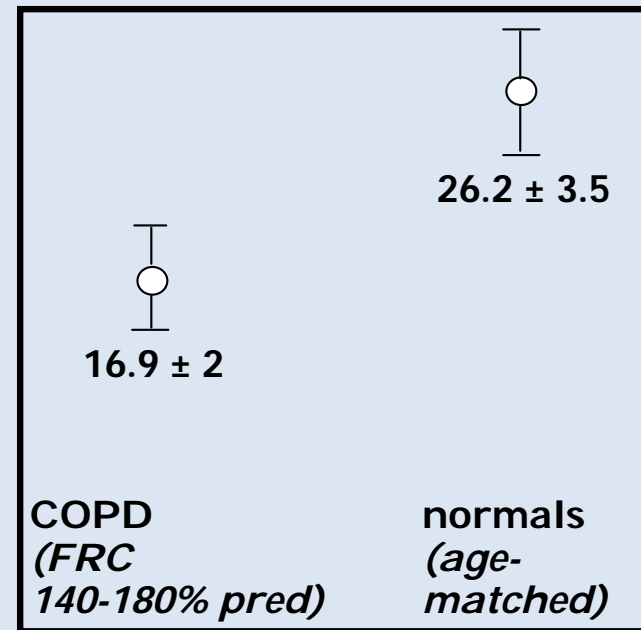 26.2 ± 3.5
16.9 ± 2
COPD
(FRC
140-180% pred)
normals
(age-
matched)